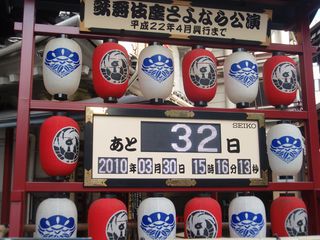 歌舞伎座さよなら公演
平成22年4月興行まで
SEIKO
あと 32 日
2010年03月30日 15時16分13秒